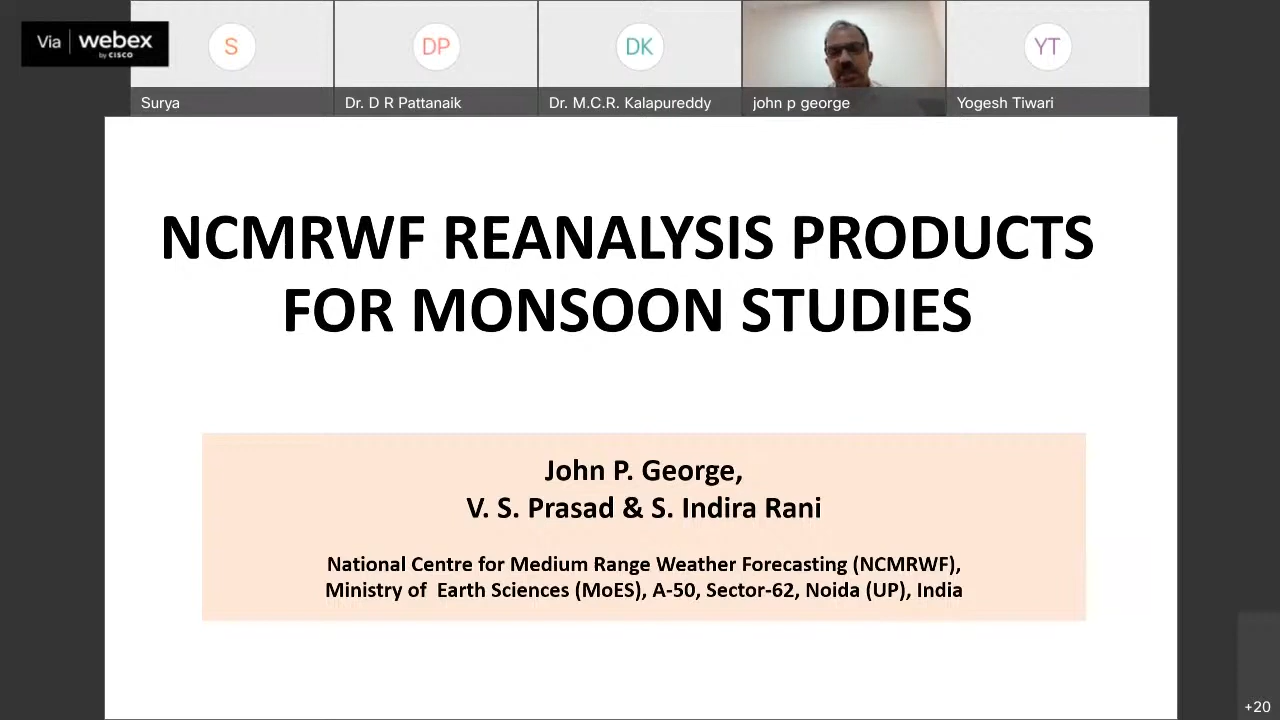 Via webex
by CISCO
S
DP
DK
YT
Surya
Dr. D R Pattanaik
Dr. M.C.R. Kalapureddy
john p george
Yogesh Tiwari
NCMRWF REANALYSIS PRODUCTS
FOR MONSOON STUDIES
John P. George,
V. S. Prasad & S. Indira Rani
National Centre for Medium Range Weather Forecasting (NCMRWF),
Ministry of Earth Sciences (MoES), A-50, Sector-62, Noida (UP), India
+20